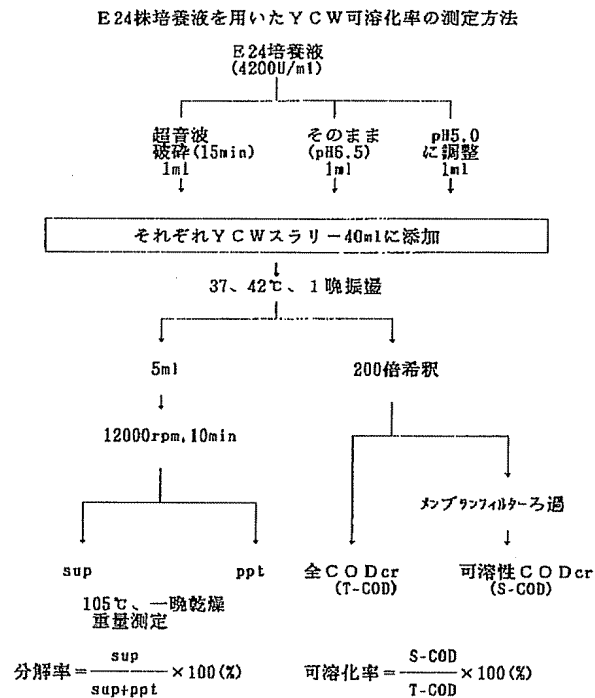 E24株培養液を用いたYCW可溶化率の測定方法
E24培養液
(4200U/ml)
超音波
破砕(15min)
1ml
そのまま
(pH6.5)
1ml
pH5.0
に調整
1ml
それぞれYCWスラリー40mlに添加
37、42℃、1晩振盪
5ml
200倍希釈
12000rpm,10min
メンブランフィルターろ過
sup
ppt
全CODcr
(T-COD)
可溶性CODcr
(S-COD)
105℃、一晩乾燥
重量測定
分解率=sup/sup+ppt×100(%)
可溶化率=S-COD/T-COD×100(%)